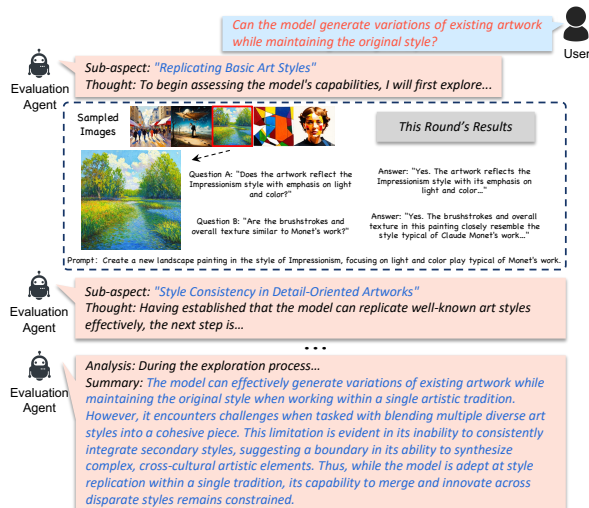 Can the model generate variations of existing artwork
while maintaining the original style?
User
Evaluation
Agent
Sub-aspect: "Replicating Basic Art Styles"
Thought: To begin assessing the model's capabilities, I will first explore...
Sampled
Images
This Round's Results
Question A: "Does the artwork reflect the
Impressionism style with emphasis on light
and color?"
Answer: "Yes. The artwork reflects the
Impressionism style with its emphasis on
light and color..."
Question B: "Are the brushstrokes and
overall texture similar to Monet's work?"
Answer: "Yes. The brushstrokes and overall
texture in this painting closely resemble the
style typical of Claude Monet's work..."
Prompt: Create a new landscape painting in the style of Impressionism, focusing on light and color play typical of Monet's work.
Evaluation
Agent
Sub-aspect: "Style Consistency in Detail-Oriented Artworks"
Thought: Having established that the model can replicate well-known art styles
effectively, the next step is...
...
Evaluation
Agent
Analysis: During the exploration process...
Summary: The model can effectively generate variations of existing artwork while
maintaining the original style when working within a single artistic tradition.
However, it encounters challenges when tasked with blending multiple diverse art
styles into a cohesive piece. This limitation is evident in its inability to consistently
integrate secondary styles, suggesting a boundary in its ability to synthesize
complex, cross-cultural artistic elements. Thus, while the model is adept at style
replication within a single tradition, its capability to merge and innovate across
disparate styles remains constrained.